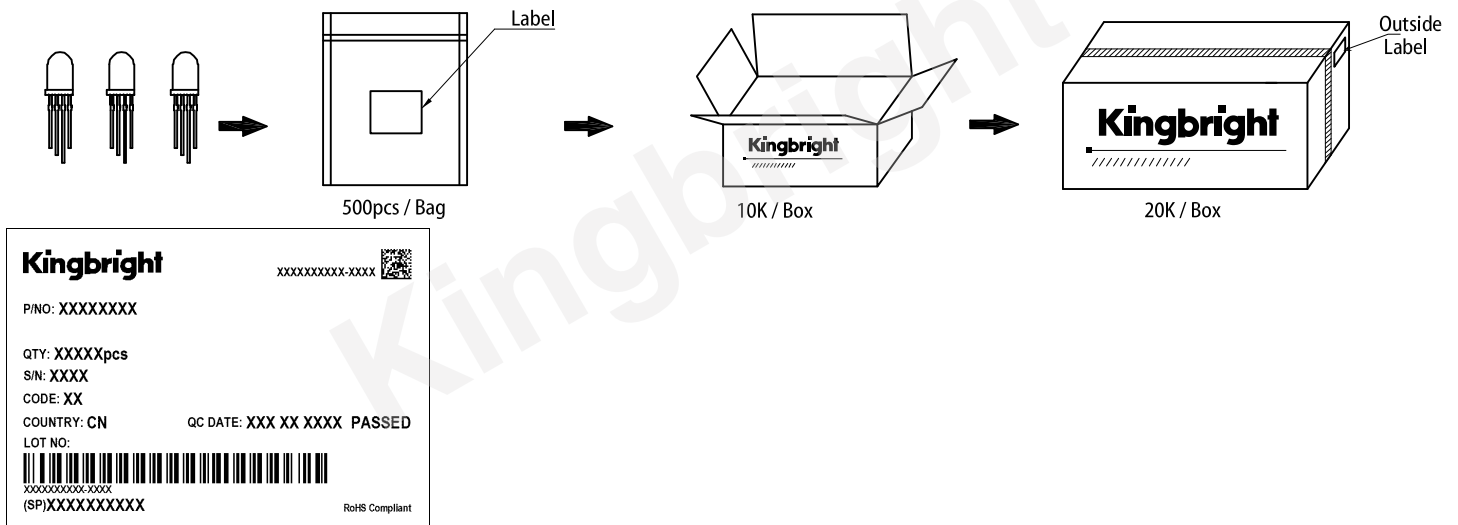 Label
Outside
Label
Kingbright
Kingbright
500pcs / Bag
10K / Box
20K / Box
Kingbright
XXXXXXXXXX-XXXX
P/NO: XXXXXXXX
QTY: XXXXXpcs
S/N: XXXX
CODE: XX
COUNTRY: CN QC DATE: XXX XX XXXX PASSED
LOT NO:
XXXXXXXXXX-XXXX
(SP)XXXXXXXXXX
RoHS Compliant
Kingbright